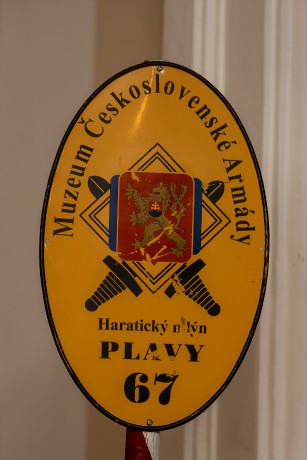 Muzeum Československé Armády
Haratický mlýn
PLAVY
67